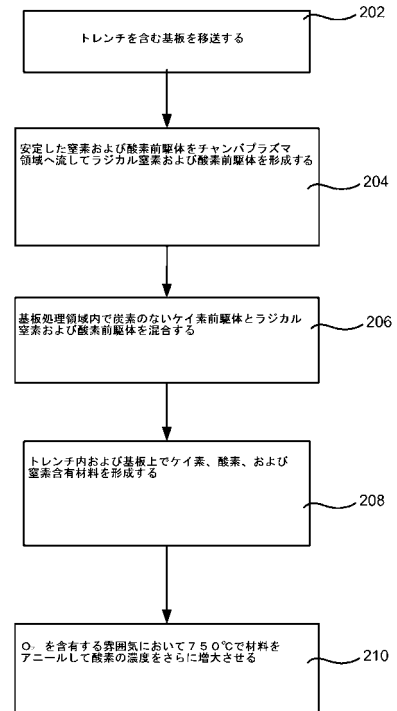 トレンチを含む基板を移送する
202
安定した窒素および酸素前駆体をチャンバプラズマ
領域へ流してラジカル窒素および酸素前駆体を形成する
204
基板処理領域内で炭素のないケイ素前駆体とラジカル
窒素および酸素前駆体を混合する
206
トレンチ内および基板上でケイ素、酸素、および
窒素含有材料を形成する
208
O₂ を含有する雰囲気において750℃で材料を
アニールして酸素の濃度をさらに増大させる
210